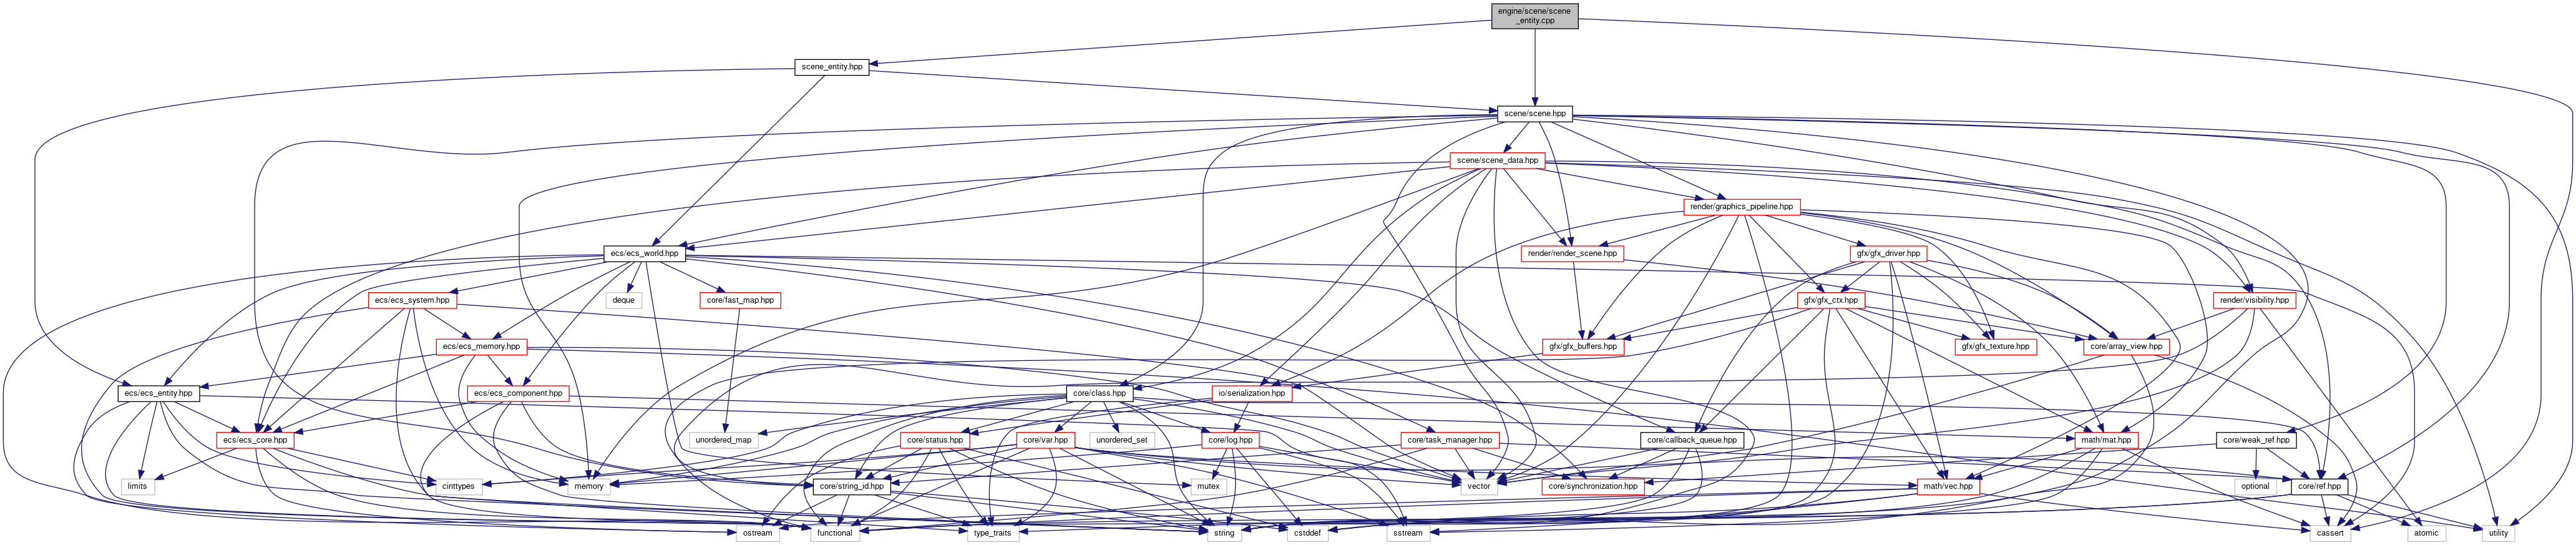 engine/scene/scene
_entity.cpp
scene_entity.hpp
scene/scene.hpp
scene/scene_data.hpp
render/graphics_pipeline.hpp
ecs/ecs_world.hpp
render/render_scene.hpp
gfx/gfx_driver.hpp
ecs/ecs_system.hpp
deque
core/fast_map.hpp
gfx/gfx_ctx.hpp
render/visibility.hpp
ecs/ecs_memory.hpp
gfx/gfx_buffers.hpp
gfx/gfx_texture.hpp
core/array_view.hpp
ecs/ecs_entity.hpp
ecs/ecs_component.hpp
core/class.hpp
io/serialization.hpp
ecs/ecs_core.hpp
unordered_map
core/status.hpp
core/var.hpp
unordered_set
core/log.hpp
core/task_manager.hpp
core/callback_queue.hpp
math/mat.hpp
core/weak_ref.hpp
limits
cinttypes
memory
core/string_id.hpp
mutex
vector
core/synchronization.hpp
math/vec.hpp
optional
core/ref.hpp
ostream
functional
type_traits
string
cstddef
sstream
cassert
atomic
utility